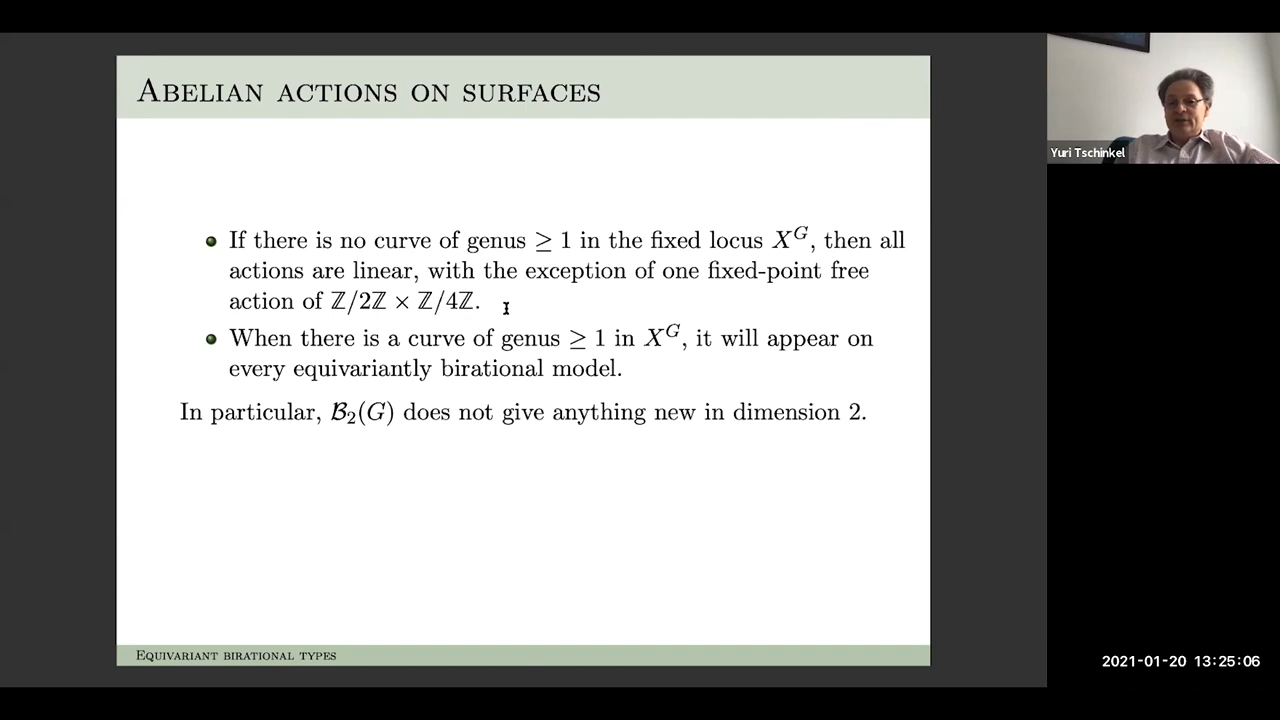 ABELIAN ACTIONS ON SURFACES
If there is no curve of genus ≥ 1 in the fixed locus X^G, then all
actions are linear, with the exception of one fixed-point free
action of ℤ/2ℤ × ℤ/4ℤ.
When there is a curve of genus ≥ 1 in X^G, it will appear on
every equivariantly birational model.
In particular, ℬ₂(G) does not give anything new in dimension 2.
EQUIVARIANT BIRATIONAL TYPES
Yuri Tschinkel
2021-01-20 13:25:06